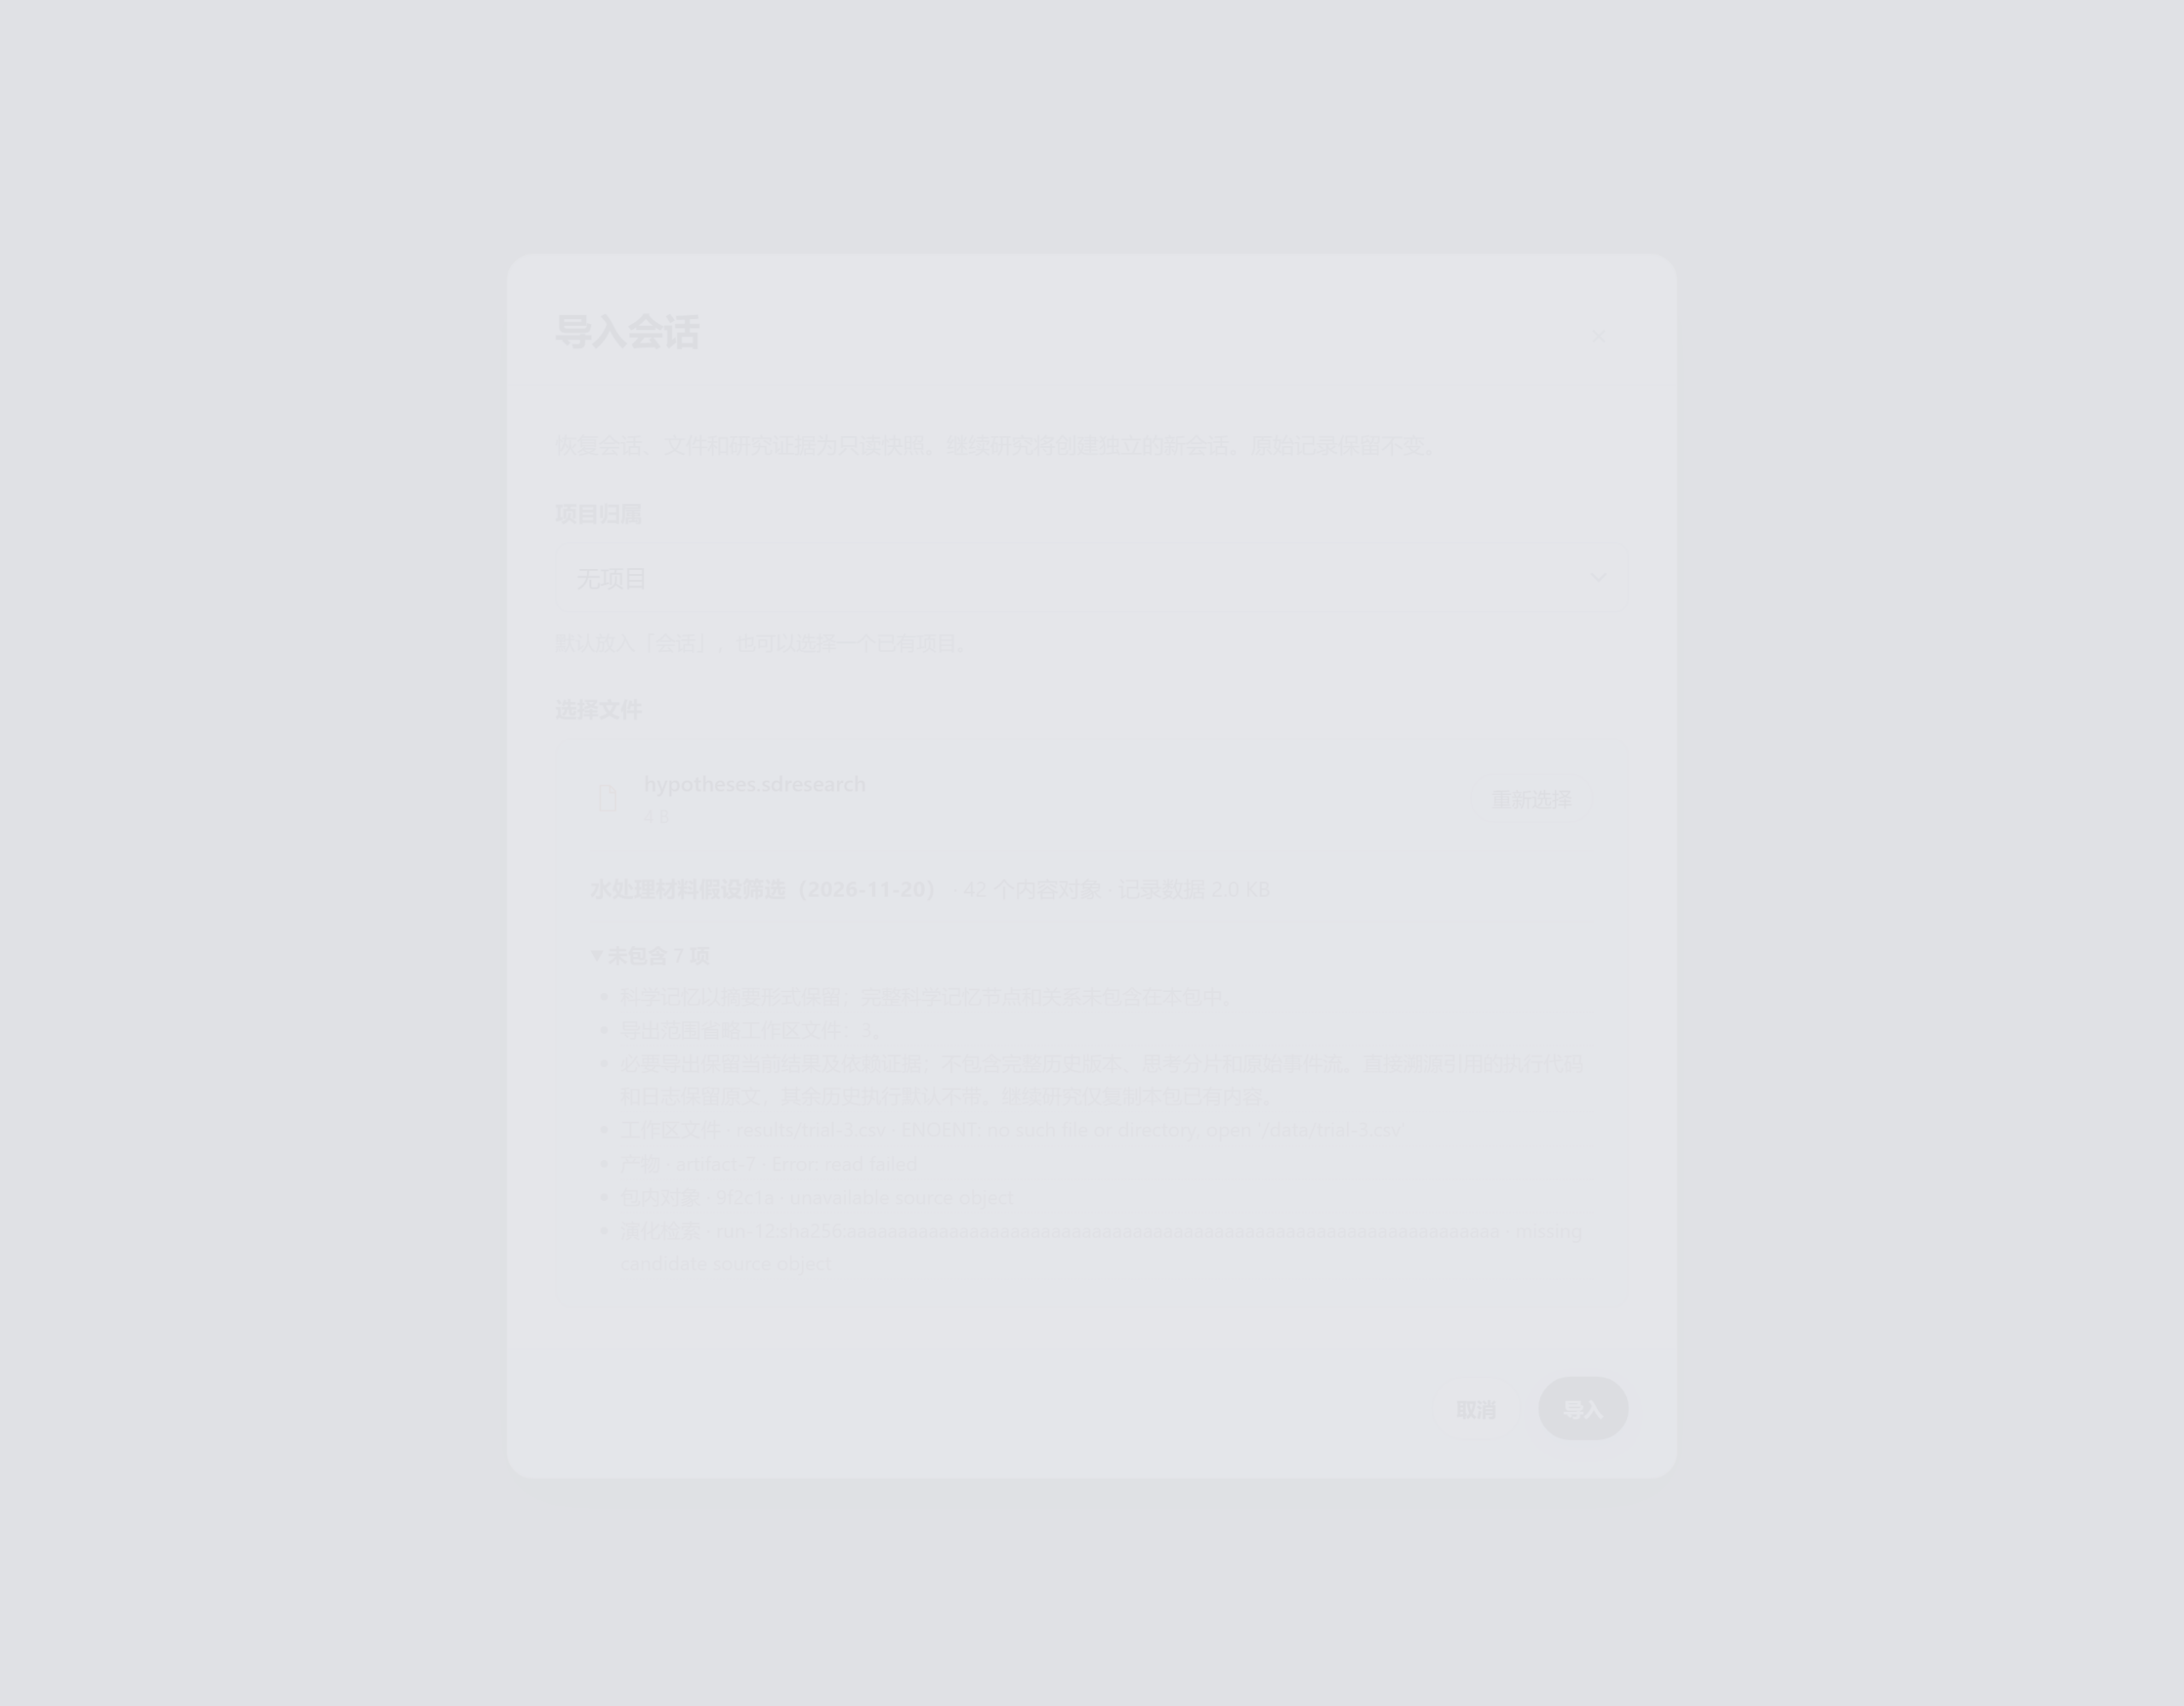 导入会话
恢复会话、文件和研究证据为只读快照。继续研究将创建独立的新会话，原始记录保留不变。
项目归属
无项目
默认放入「会话」，也可以选择一个已有项目。
选择文件
hypotheses.sdresearch
4 B
重新选择
水处理材料假设筛选（2026-11-20） · 42 个内容对象 · 记录数据 2.0 KB
▾ 未包含 7 项
• 科学记忆以摘要形式保留；完整科学记忆节点和关系未包含在本包中。
• 导出范围省略工作区文件：3。
• 必要导出保留当前结果及依赖证据；不包含完整历史版本、思考分片和原始事件流。直接溯源引用的执行代码
和日志保留原文，其余历史执行默认不带。继续研究仅复制本包已有内容。
• 工作区文件 · results/trial-3.csv · ENOENT: no such file or directory, open '/data/trial-3.csv'
• 产物 · artifact-7 · Error: read failed
• 包内对象 · 9f2c1a · unavailable source object
• 演化检索 · · missing
candidate source object
取消
导入